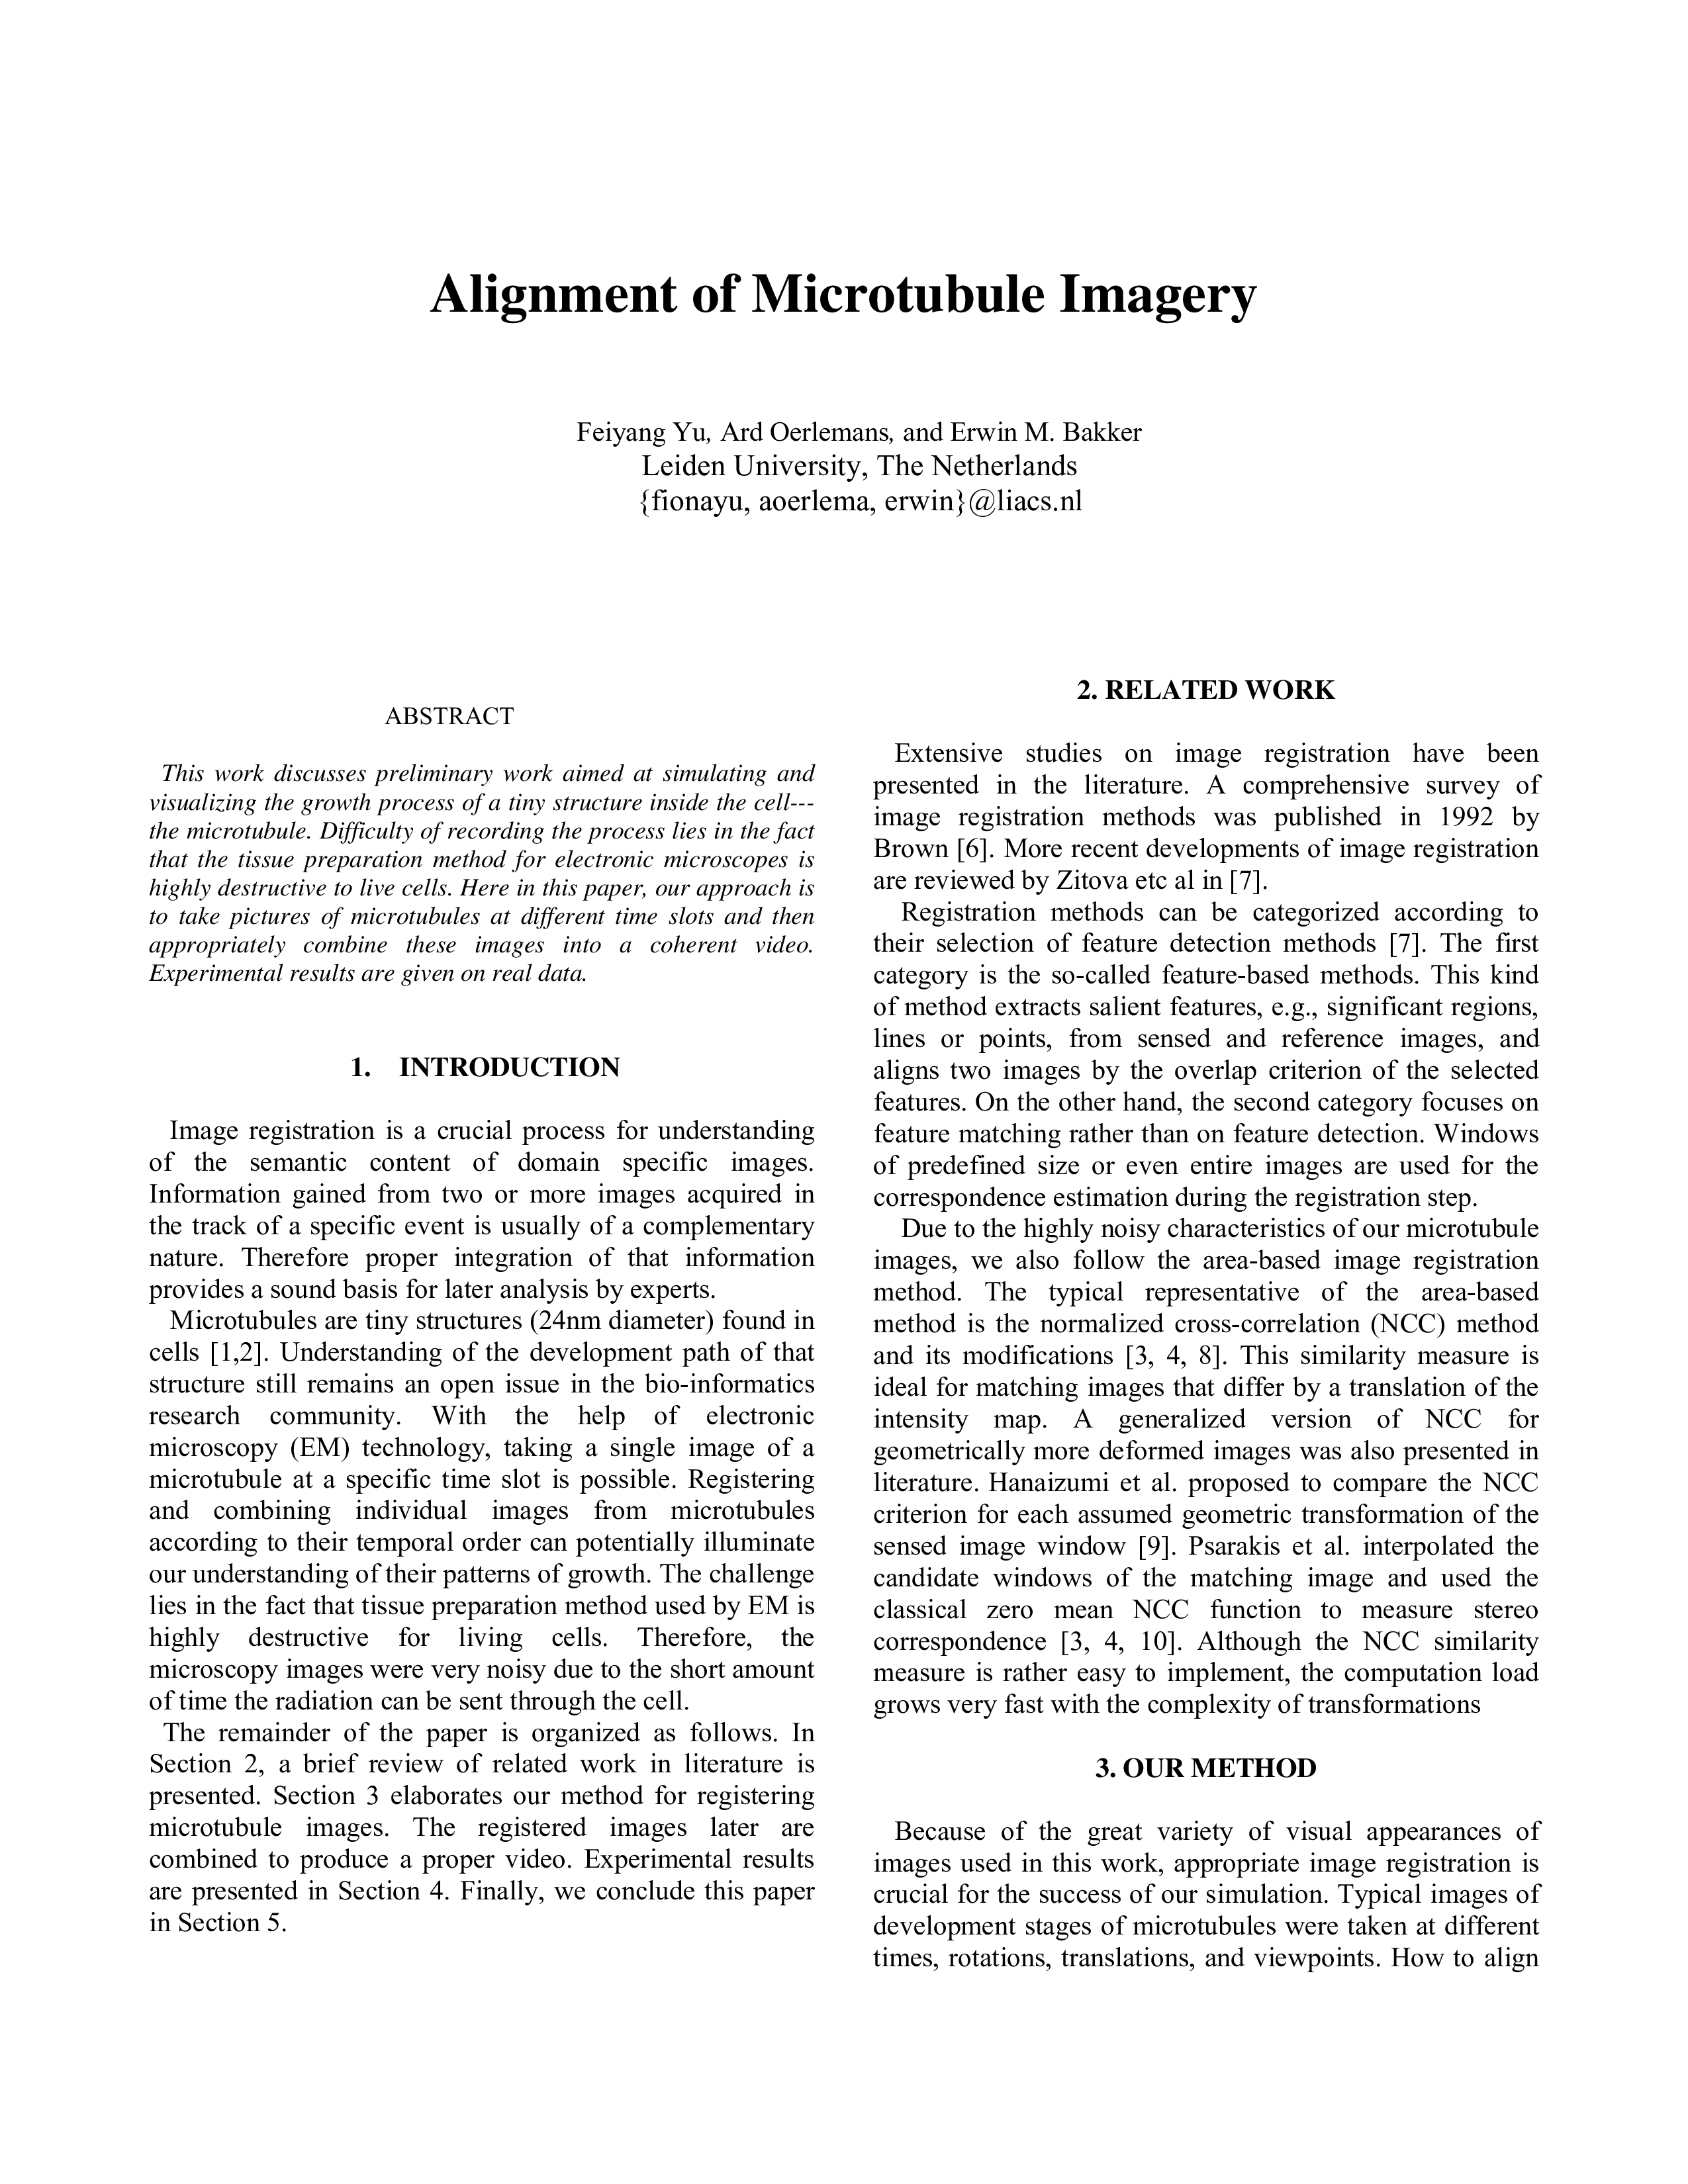 Alignment of Microtubule Imagery
Feiyang Yu, Ard Oerlemans, and Erwin M. Bakker
Leiden University, The Netherlands
{fionayu, aoerlema, erwin}@liacs.nl
ABSTRACT
This work discusses preliminary work aimed at simulating and
visualizing the growth process of a tiny structure inside the cell---
the microtubule. Difficulty of recording the process lies in the fact
that the tissue preparation method for electronic microscopes is
highly destructive to live cells. Here in this paper, our approach is
to take pictures of microtubules at different time slots and then
appropriately combine these images into a coherent video.
Experimental results are given on real data.
1. INTRODUCTION
Image registration is a crucial process for understanding
of the semantic content of domain specific images.
Information gained from two or more images acquired in
the track of a specific event is usually of a complementary
nature. Therefore proper integration of that information
provides a sound basis for later analysis by experts.
Microtubules are tiny structures (24nm diameter) found in
cells [1,2]. Understanding of the development path of that
structure still remains an open issue in the bio-informatics
research community. With the help of electronic
microscopy (EM) technology, taking a single image of a
microtubule at a specific time slot is possible. Registering
and combining individual images from microtubules
according to their temporal order can potentially illuminate
our understanding of their patterns of growth. The challenge
lies in the fact that tissue preparation method used by EM is
highly destructive for living cells. Therefore, the
microscopy images were very noisy due to the short amount
of time the radiation can be sent through the cell.
The remainder of the paper is organized as follows. In
Section 2, a brief review of related work in literature is
presented. Section 3 elaborates our method for registering
microtubule images. The registered images later are
combined to produce a proper video. Experimental results
are presented in Section 4. Finally, we conclude this paper
in Section 5.
2. RELATED WORK
Extensive studies on image registration have been
presented in the literature. A comprehensive survey of
image registration methods was published in 1992 by
Brown [6]. More recent developments of image registration
are reviewed by Zitova etc al in [7].
Registration methods can be categorized according to
their selection of feature detection methods [7]. The first
category is the so-called feature-based methods. This kind
of method extracts salient features, e.g., significant regions,
lines or points, from sensed and reference images, and
aligns two images by the overlap criterion of the selected
features. On the other hand, the second category focuses on
feature matching rather than on feature detection. Windows
of predefined size or even entire images are used for the
correspondence estimation during the registration step.
Due to the highly noisy characteristics of our microtubule
images, we also follow the area-based image registration
method. The typical representative of the area-based
method is the normalized cross-correlation (NCC) method
and its modifications [3, 4, 8]. This similarity measure is
ideal for matching images that differ by a translation of the
intensity map. A generalized version of NCC for
geometrically more deformed images was also presented in
literature. Hanaizumi et al. proposed to compare the NCC
criterion for each assumed geometric transformation of the
sensed image window [9]. Psarakis et al. interpolated the
candidate windows of the matching image and used the
classical zero mean NCC function to measure stereo
correspondence [3, 4, 10]. Although the NCC similarity
measure is rather easy to implement, the computation load
grows very fast with the complexity of transformations
3. OUR METHOD
Because of the great variety of visual appearances of
images used in this work, appropriate image registration is
crucial for the success of our simulation. Typical images of
development stages of microtubules were taken at different
times, rotations, translations, and viewpoints. How to align